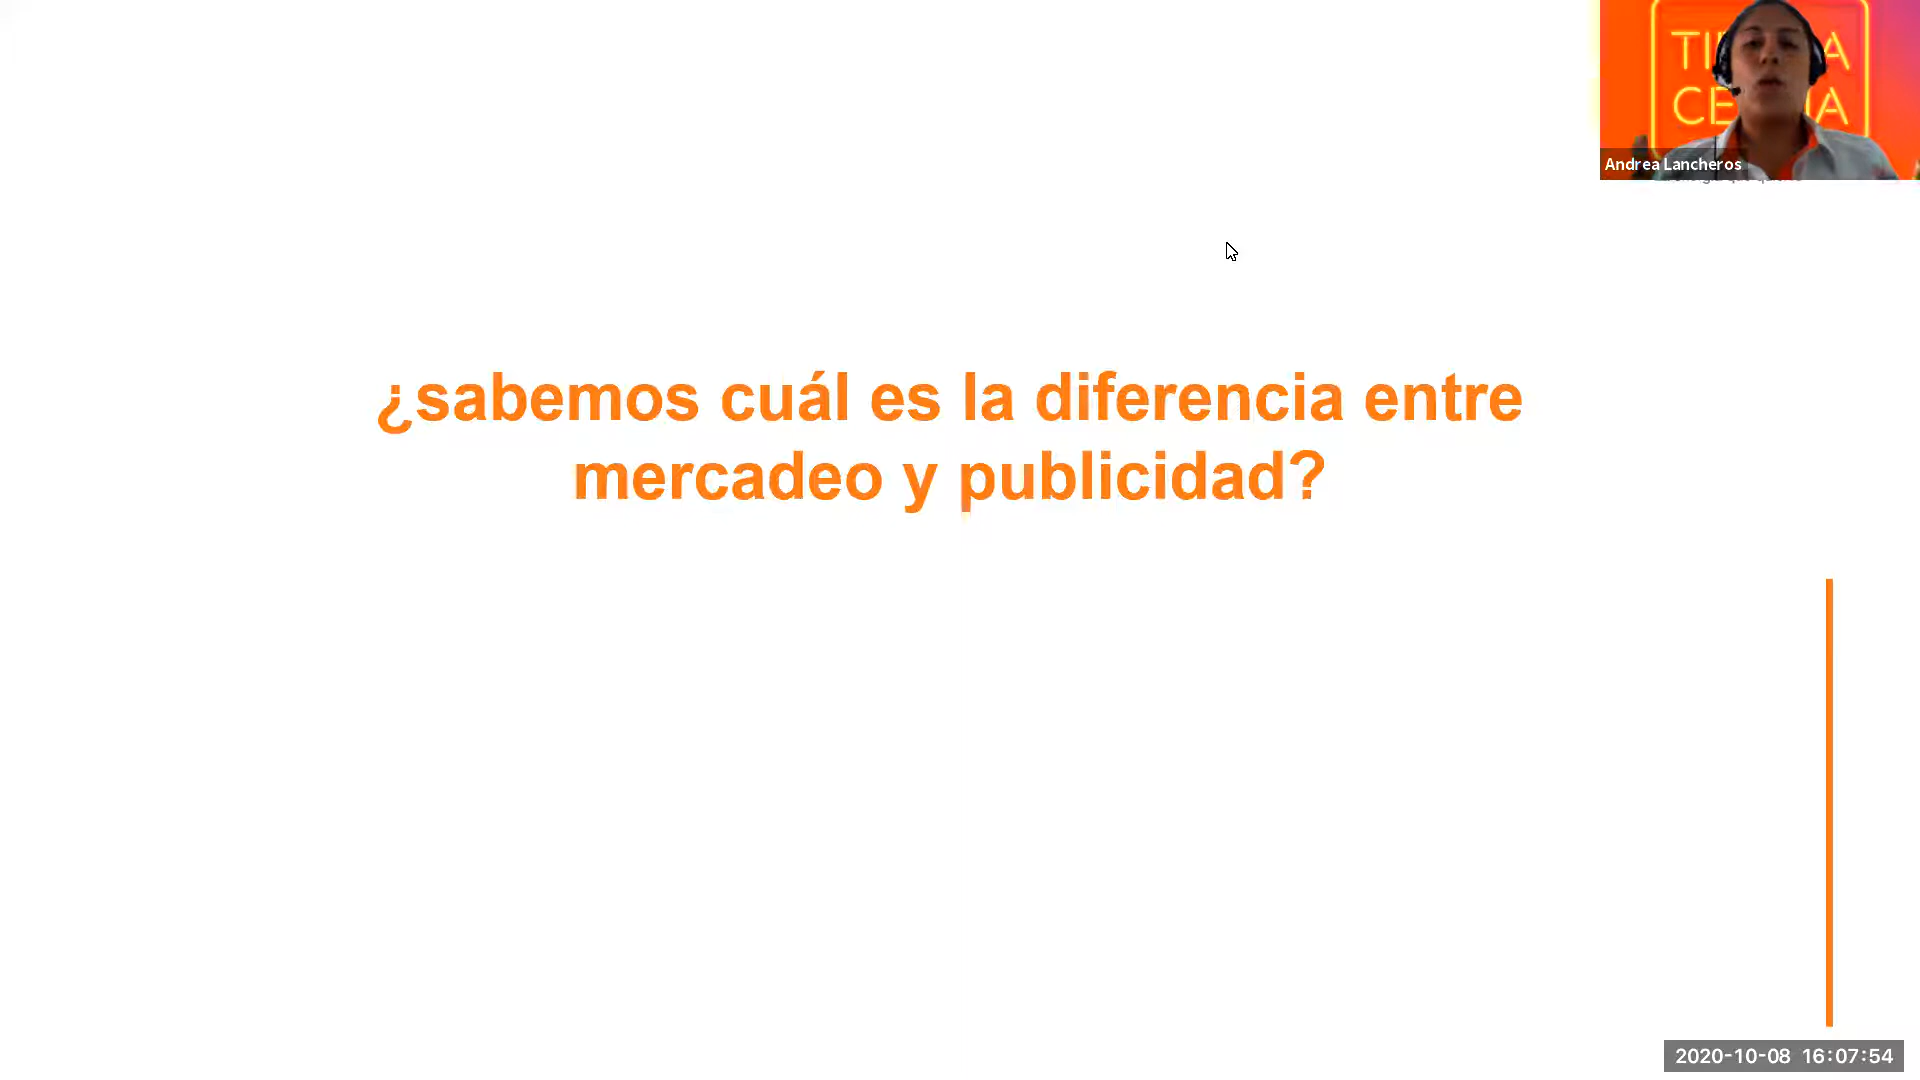 Andrea Lancheros
¿sabemos cuál es la diferencia entre
mercadeo y publicidad?
2020-10-08 16:07:54